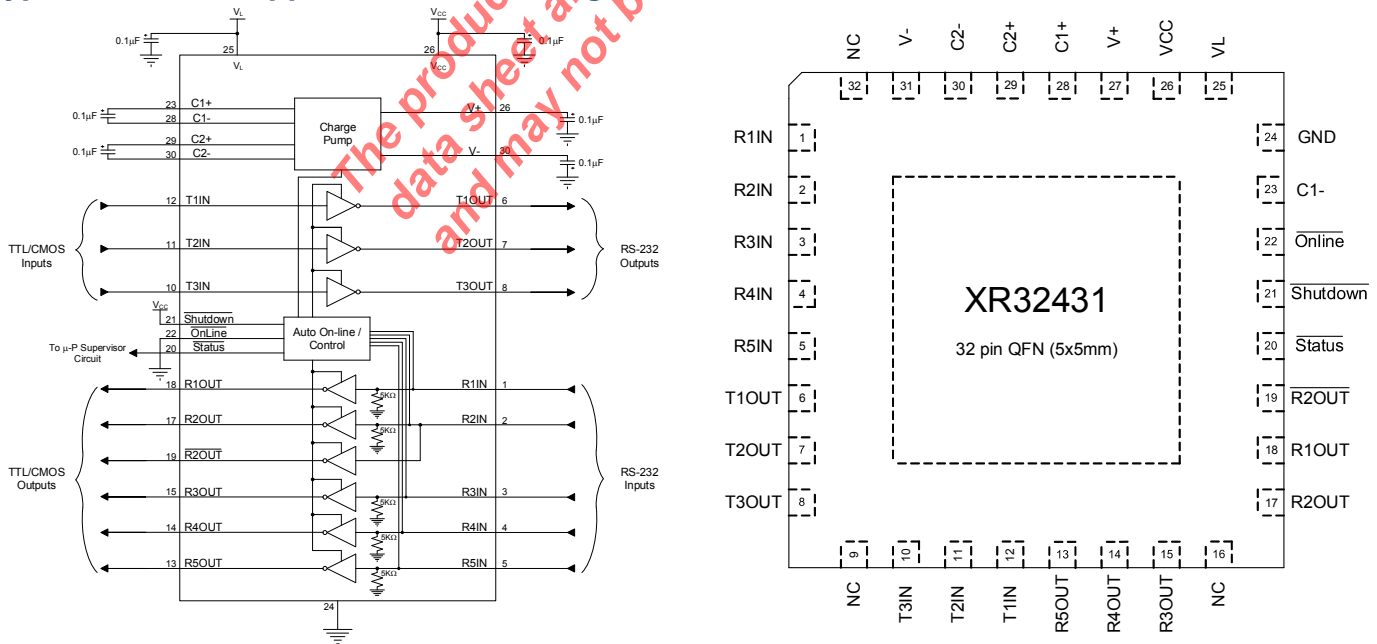 The produc
data sheet a
and may not b
VL
VCC
0.1µF
0.1µF
25
26
VL
VCC
23 C1+
28 C1-
29 C2+
30 C2-
0.1µF
0.1µF
Charge
Pump
V+ 26
V- 30
0.1µF
0.1µF
12 T1IN
T1OUT 6
11 T2IN
T2OUT 7
10 T3IN
T3OUT 8
TTL/CMOS
Inputs
RS-232
Outputs
VCC
21 Shutdown
22 OnLine
20 Status
To µ-P Supervisor
Circuit
Auto On-line /
Control
18 R1OUT
R1IN 1
5KΩ
17 R2OUT
R2IN 2
5KΩ
19 R2OUT
15 R3OUT
R3IN 3
5KΩ
14 R4OUT
R4IN 4
5KΩ
13 R5OUT
R5IN 5
5KΩ
TTL/CMOS
Outputs
RS-232
Inputs
24
NC
V-
C2-
C2+
C1+
V+
VCC
VL
32
31
30
29
28
27
26
25
R1IN 1
R2IN 2
R3IN 3
R4IN 4
R5IN 5
T1OUT 6
T2OUT 7
T3OUT 8
XR32431
32 pin QFN (5x5mm)
24 GND
23 C1-
22 Online
21 Shutdown
20 Status
19 R2OUT
18 R1OUT
17 R2OUT
9
10
11
12
13
14
15
16
NC
T3IN
T2IN
T1IN
R5OUT
R4OUT
R3OUT
NC